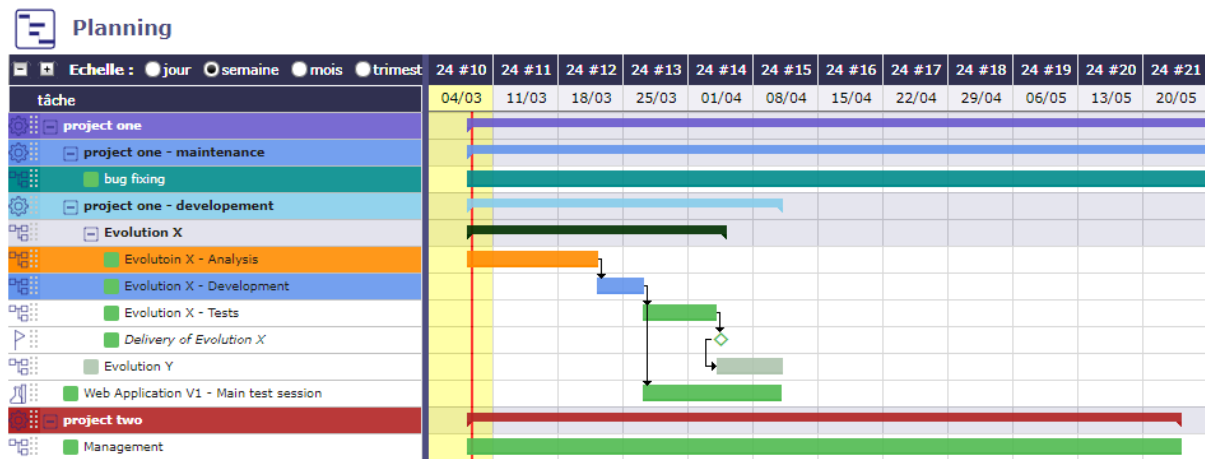 Planning
Echelle : jour semaine mois trimest 24 #10 24 #11 24 #12 24 #13 24 #14 24 #15 24 #16 24 #17 24 #18 24 #19 24 #20 24 #21
tâche 04/03 11/03 18/03 25/03 01/04 08/04 15/04 22/04 29/04 06/05 13/05 20/05
project one
project one - maintenance
bug fixing
project one - developement
Evolution X
Evolutoin X - Analysis
Evolution X - Development
Evolution X - Tests
Delivery of Evolution X
Evolution Y
Web Application V1 - Main test session
project two
Management